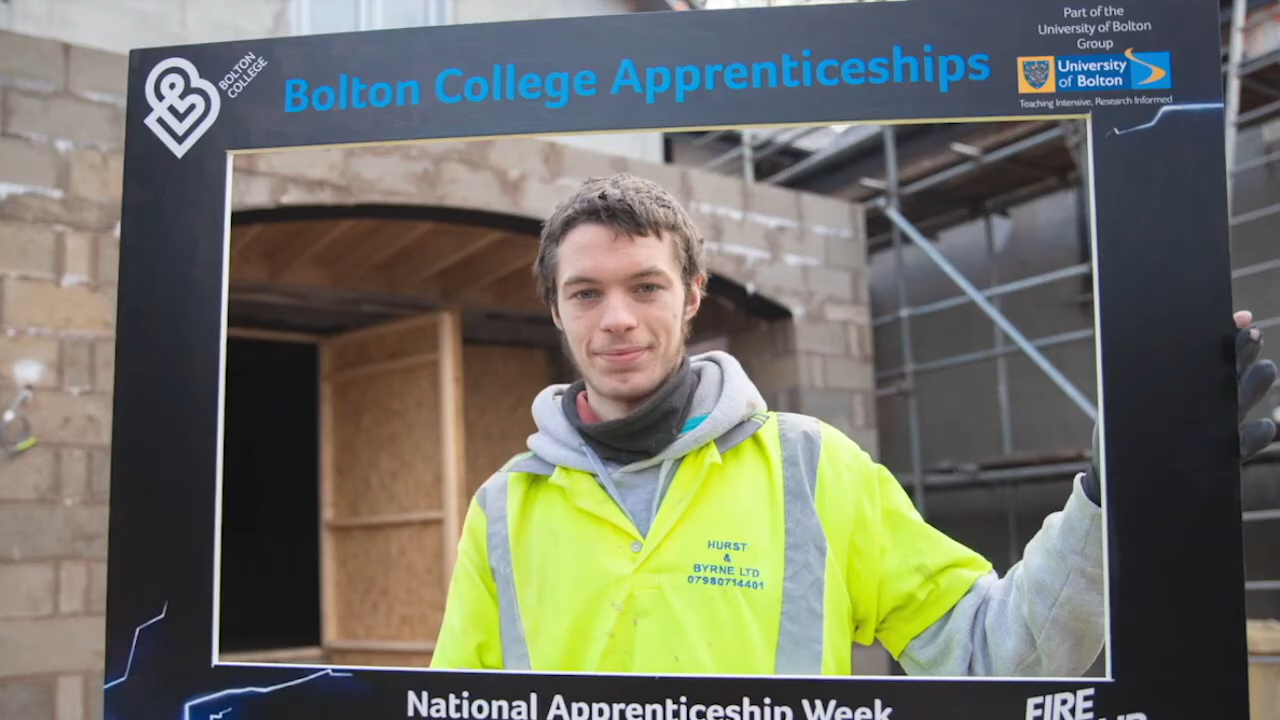 BOLTON
COLLEGE
Bolton College Apprenticeships
Part of the
University of Bolton
Group
University
of Bolton
Teaching Intensive, Research Informed
HURST
&
BYRNE LTD
07980714401
National Apprenticeship Week
FIRE